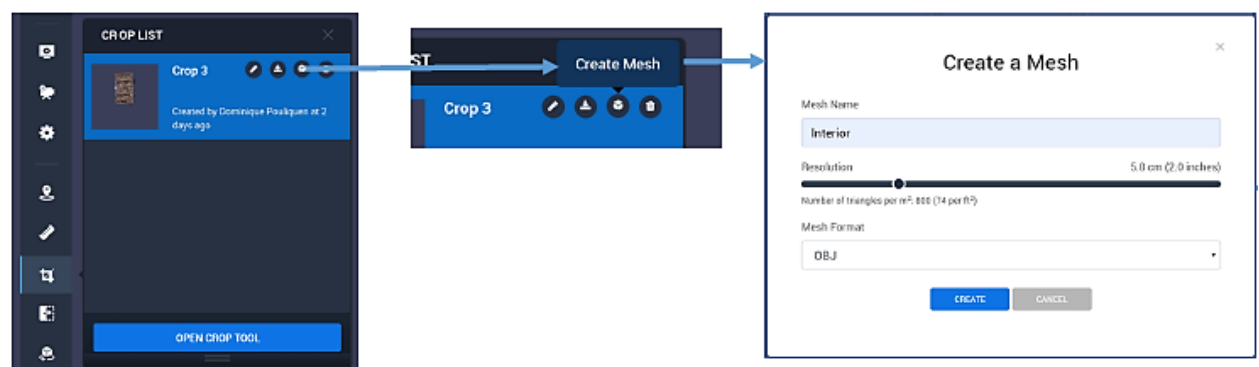 CROP LIST
Crop 3
Created by Dominique Pouliquen at 2
days ago
OPEN CROP TOOL
ST
Create Mesh
Crop 3
Create a Mesh
Mesh Name
Interior
Resolution 5.0 cm (2.0 inches)
Number of triangles per m²: 800 (74 per ft²)
Mesh Format
OBJ
CREATE CANCEL